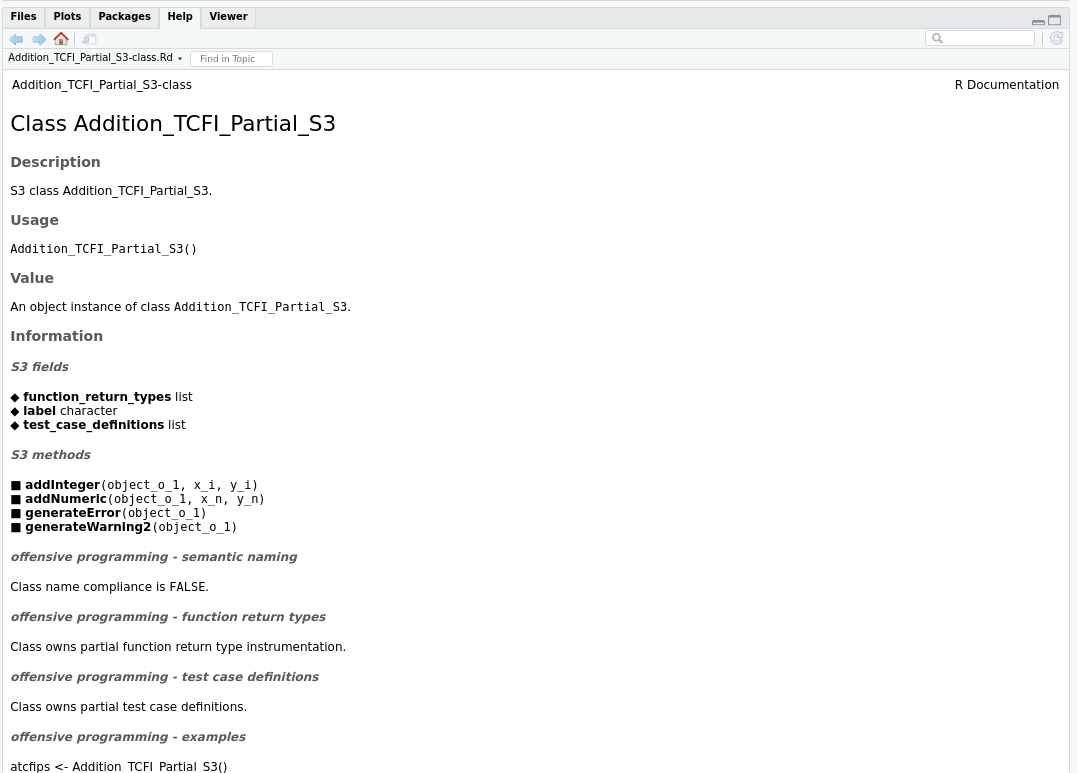 Files Plots Packages Help Viewer
Addition_TCFI_Partial_S3-class.Rd Find in Topic
Addition_TCFI_Partial_S3-class R Documentation
Class Addition_TCFI_Partial_S3
Description
S3 class Addition_TCFI_Partial_S3.
Usage
Addition_TCFI_Partial_S3()
Value
An object instance of class Addition_TCFI_Partial_S3.
Information
S3 fields
◆ function_return_types list
◆ label character
◆ test_case_definitions list
S3 methods
■ addInteger(object_o_1, x_i, y_i)
■ addNumeric(object_o_1, x_n, y_n)
■ generateError(object_o_1)
■ generateWarning2(object_o_1)
offensive programming - semantic naming
Class name compliance is FALSE.
offensive programming - function return types
Class owns partial function return type instrumentation.
offensive programming - test case definitions
Class owns partial test case definitions.
offensive programming - examples
atcfips <- Addition_TCFI_Partial_S3()